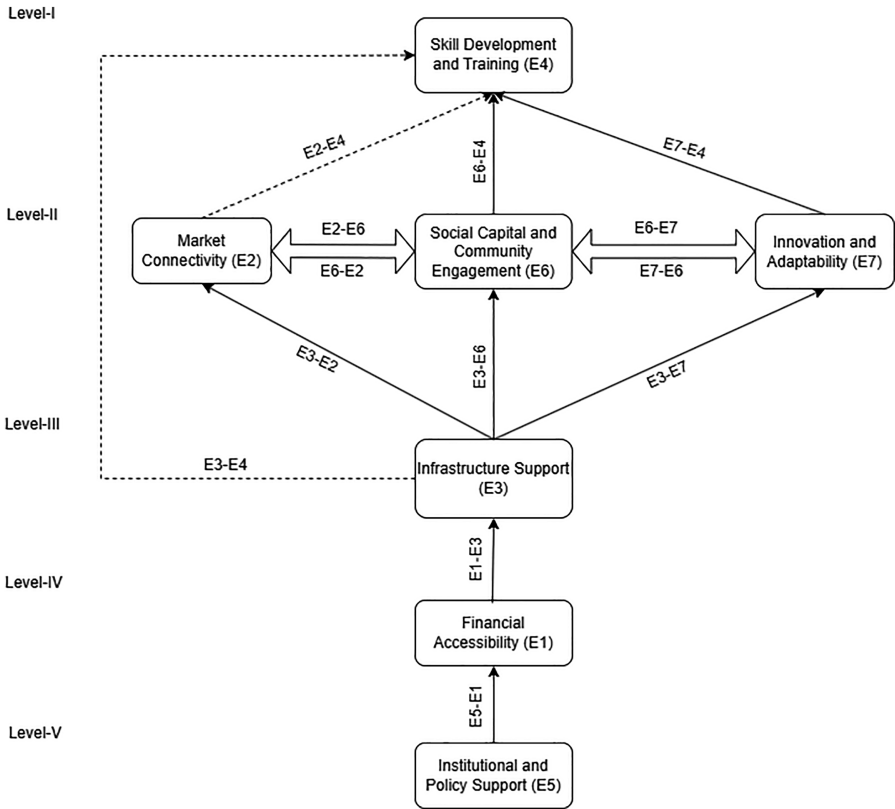 Level-I
Skill Development
and Training (E4)
E2-E4
E6-E4
E7-E4
Level-II
Market
Connectivity (E2)
E2-E6
E6-E2
Social Capital and
Community
Engagement (E6)
E6-E7
E7-E6
Innovation and
Adaptability (E7)
E3-E2
E3-E6
E3-E7
Level-III
E3-E4
Infrastructure Support
(E3)
E1-E3
Level-IV
Financial
Accessibility (E1)
E5-E1
Level-V
Institutional and
Policy Support (E5)